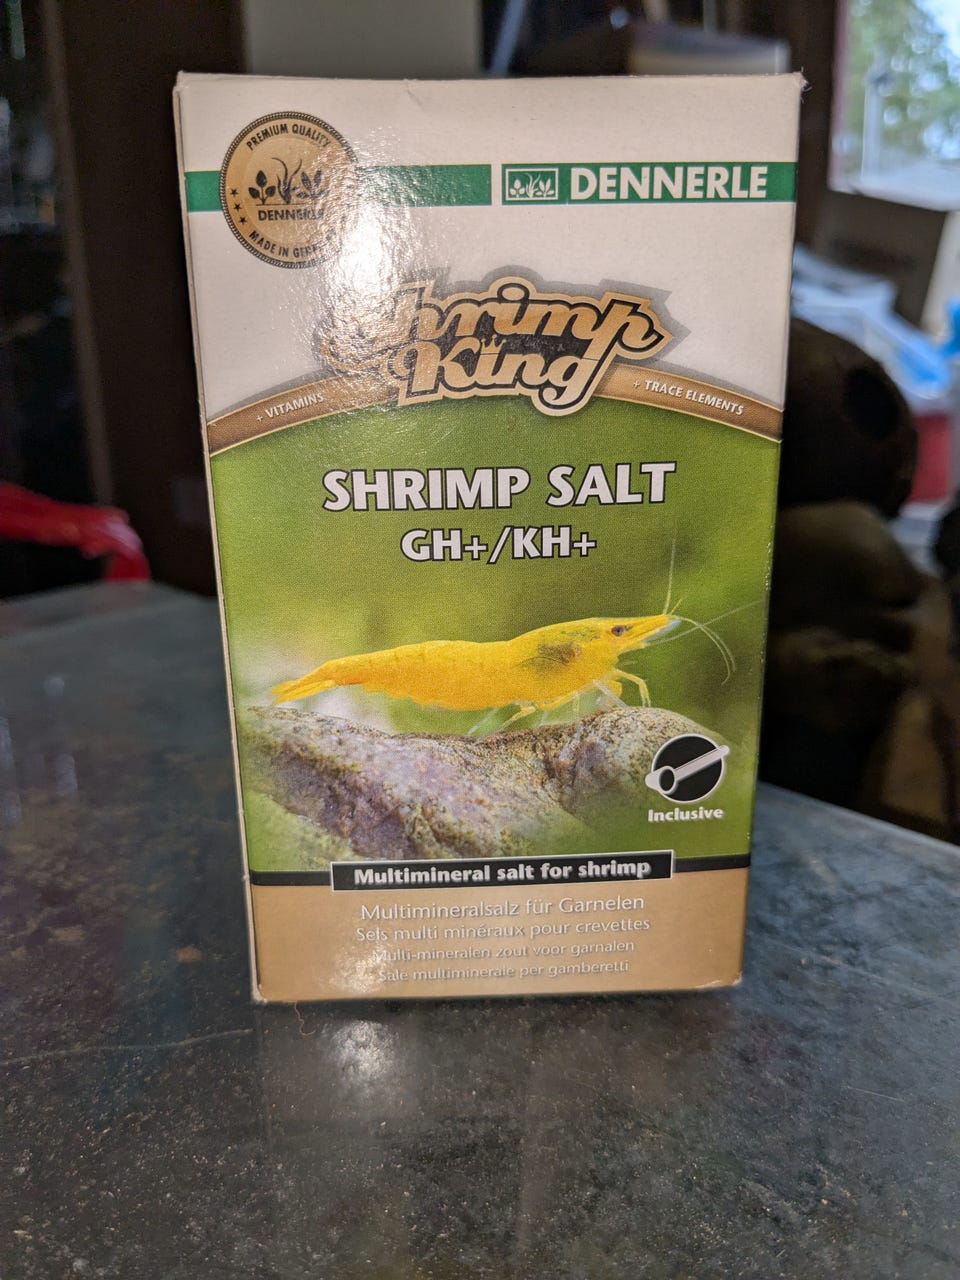 PREMIUM QUALITY
DENNERLE
MADE IN
DENNERLE
Shrimp
King
+ VITAMINS
+ TRACE ELEMENTS
SHRIMP SALT
GH+/KH+
Inclusive
Multimineral salt for shrimp
Multimineralsalz für Garnelen
Sels multi minéraux pour crevettes
Multi-mineralen zout voor garnalen
Sale multiminerale per gamberetti